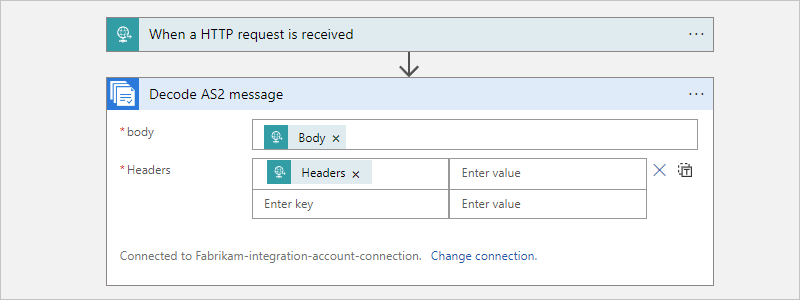 When a HTTP request is received
Decode AS2 message
*body
Body ×
*Headers
Headers ×
Enter value
Enter key
Enter value
Connected to Fabrikam-integration-account-connection. Change connection.